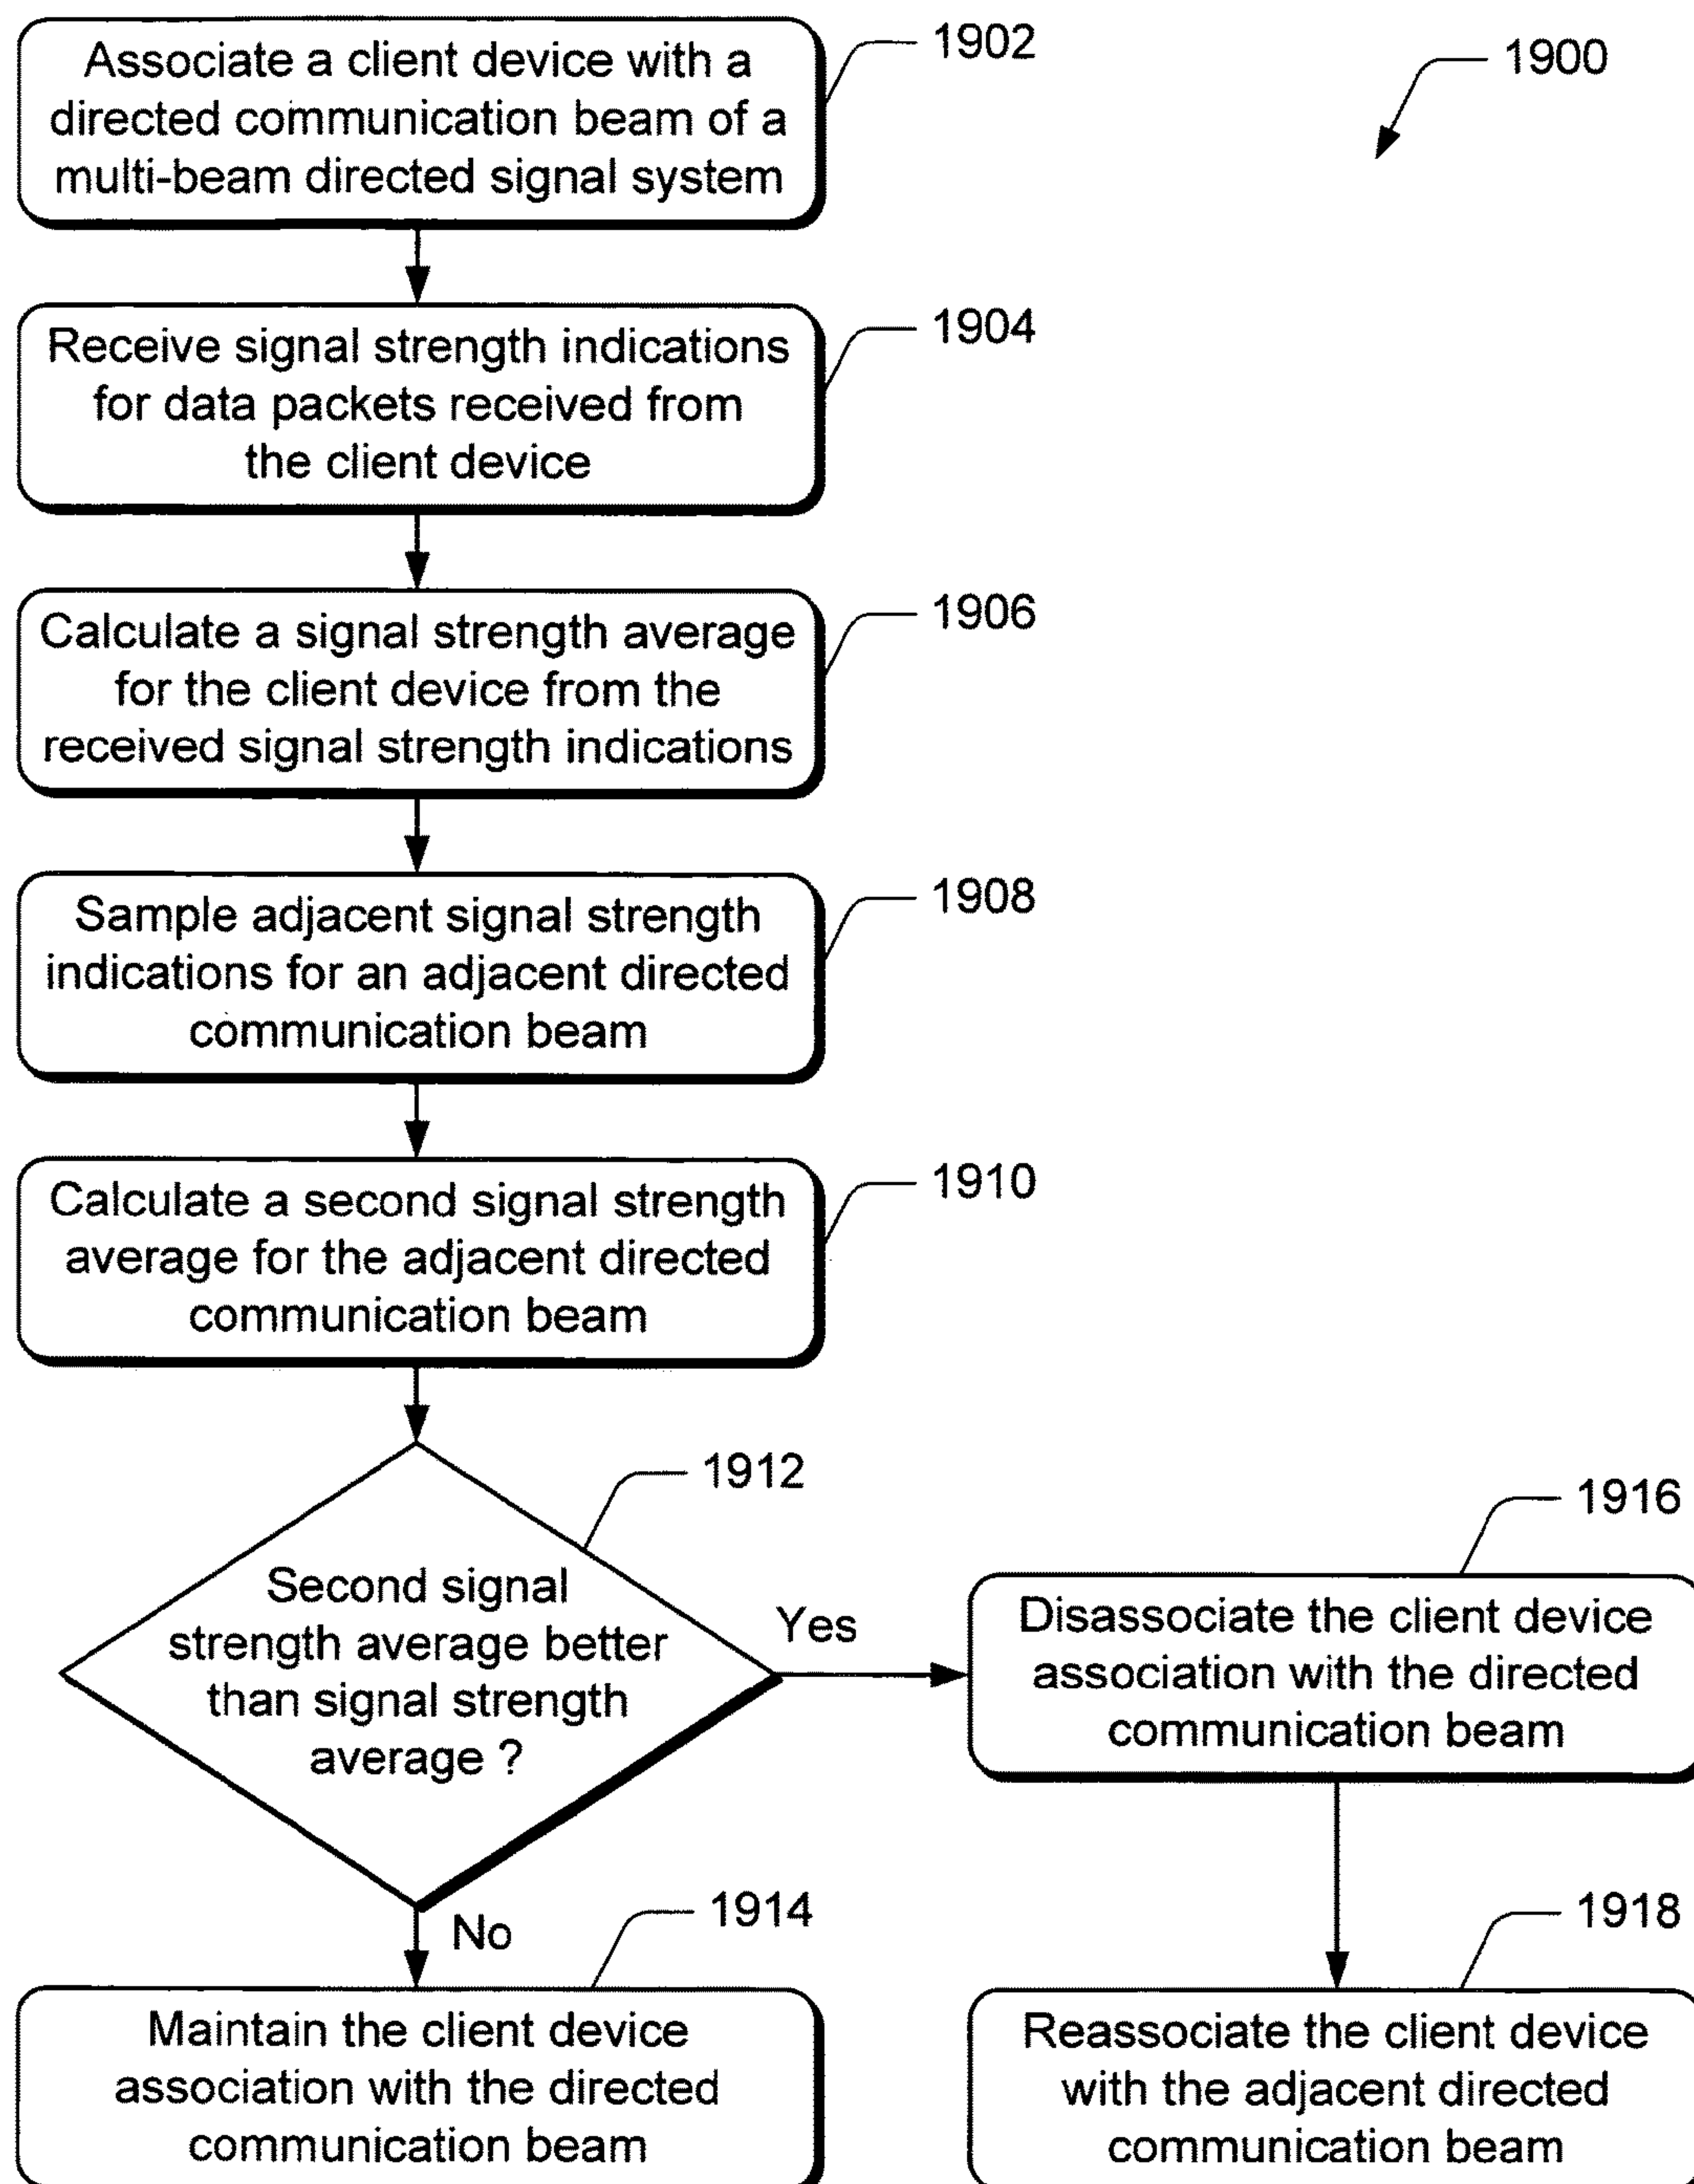 Associate a client device with a
directed communication beam of a
multi-beam directed signal system
1902
1900
Receive signal strength indications
for data packets received from
the client device
1904
Calculate a signal strength average
for the client device from the
received signal strength indications
1906
Sample adjacent signal strength
indications for an adjacent directed
communication beam
1908
Calculate a second signal strength
average for the adjacent directed
communication beam
1910
Second signal
strength average better
than signal strength
average ?
1912
Yes
No
1916
Disassociate the client device
association with the directed
communication beam
1914
Maintain the client device
association with the directed
communication beam
1918
Reassociate the client device
with the adjacent directed
communication beam